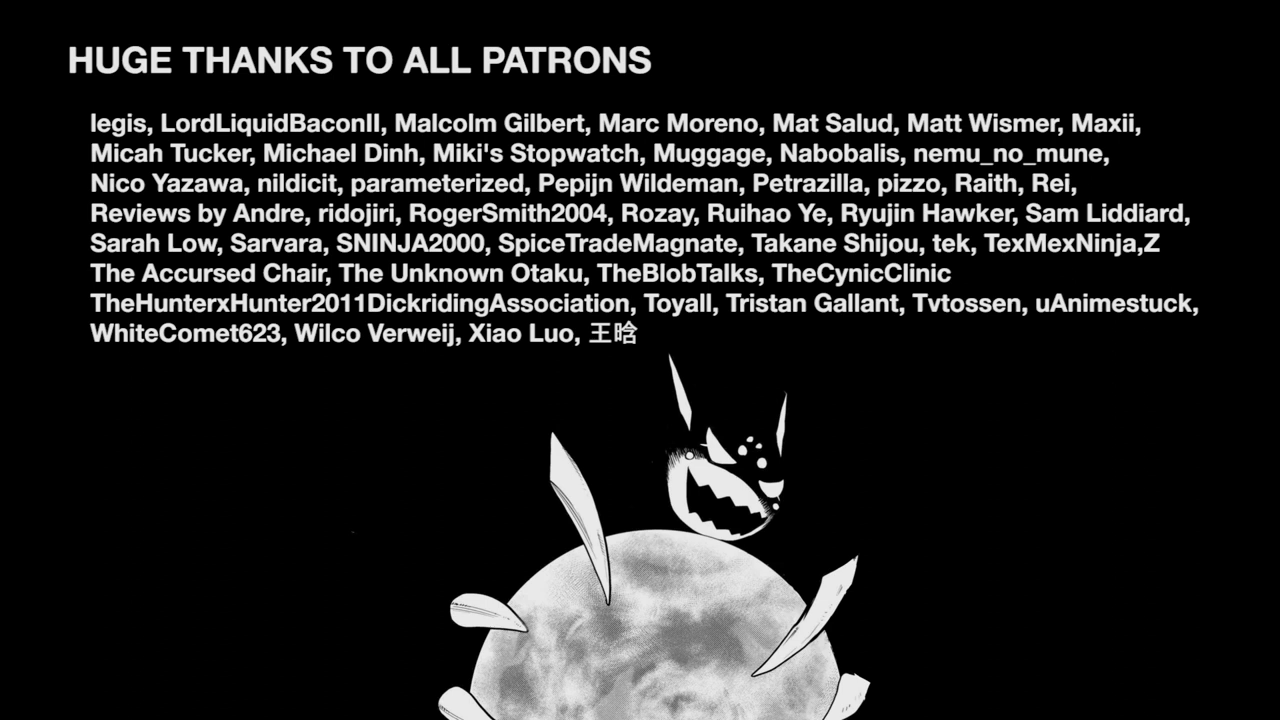 HUGE THANKS TO ALL PATRONS
legis, LordLiquidBaconII, Malcolm Gilbert, Marc Moreno, Mat Salud, Matt Wismer, Maxii,
Micah Tucker, Michael Dinh, Miki's Stopwatch, Muggage, Nabobalis, nemu_no_mune,
Nico Yazawa, nildicit, parameterized, Pepijn Wildeman, Petrazilla, pizzo, Raith, Rei,
Reviews by Andre, ridojiri, RogerSmith2004, Rozay, Ruihao Ye, Ryujin Hawker, Sam Liddiard,
Sarah Low, Sarvara, SNINJA2000, SpiceTradeMagnate, Takane Shijou, tek, TexMexNinja,Z
The Accursed Chair, The Unknown Otaku, TheBlobTalks, TheCynicClinic
TheHunterxHunter2011DickridingAssociation, Toyall, Tristan Gallant, Tvtossen, uAnimestuck,
WhiteComet623, Wilco Verweij, Xiao Luo, 王晗